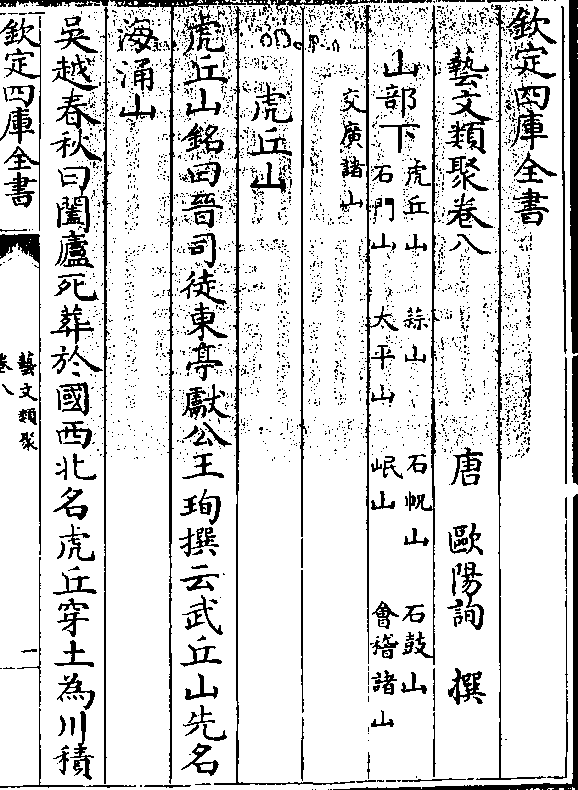 欽定四庫全書
藝文類聚卷八
唐 歐陽詢 撰
山部下
虎丘山 蒜山 石帆山 石鼓山
石門山 太平山 岷山 會稽諸山
交廣諸山
虎丘山
虎丘山銘曰晉司徒東亭獻公王珣撰云武丘山先名
海涌山
吳越春秋曰闔廬死葬於國西北名虎丘穿土為川積
欽定四庫全書
藝文類聚
卷八
一